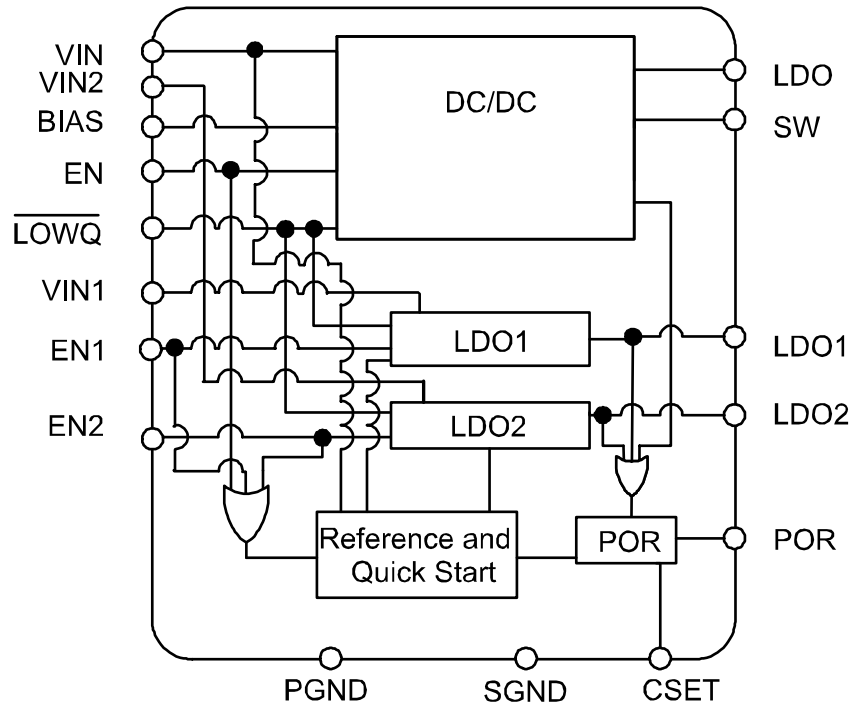 VIN
VIN2
BIAS
EN
LOWQ
VIN1
EN1
EN2
DC/DC
LDO
SW
LDO1
LDO1
LDO2
LDO2
Reference and
Quick Start
POR
POR
PGND
SGND
CSET